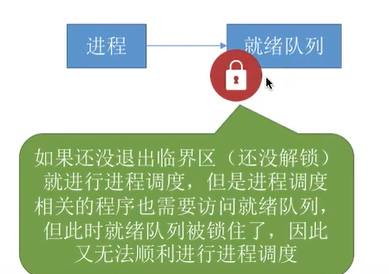 进程
就绪队列
如果还没退出临界区（还没解锁）
就进行进程调度，但是进程调度
相关的程序也需要访问就绪队列，
但此时就绪队列被锁住了，因此
又无法顺利进行进程调度